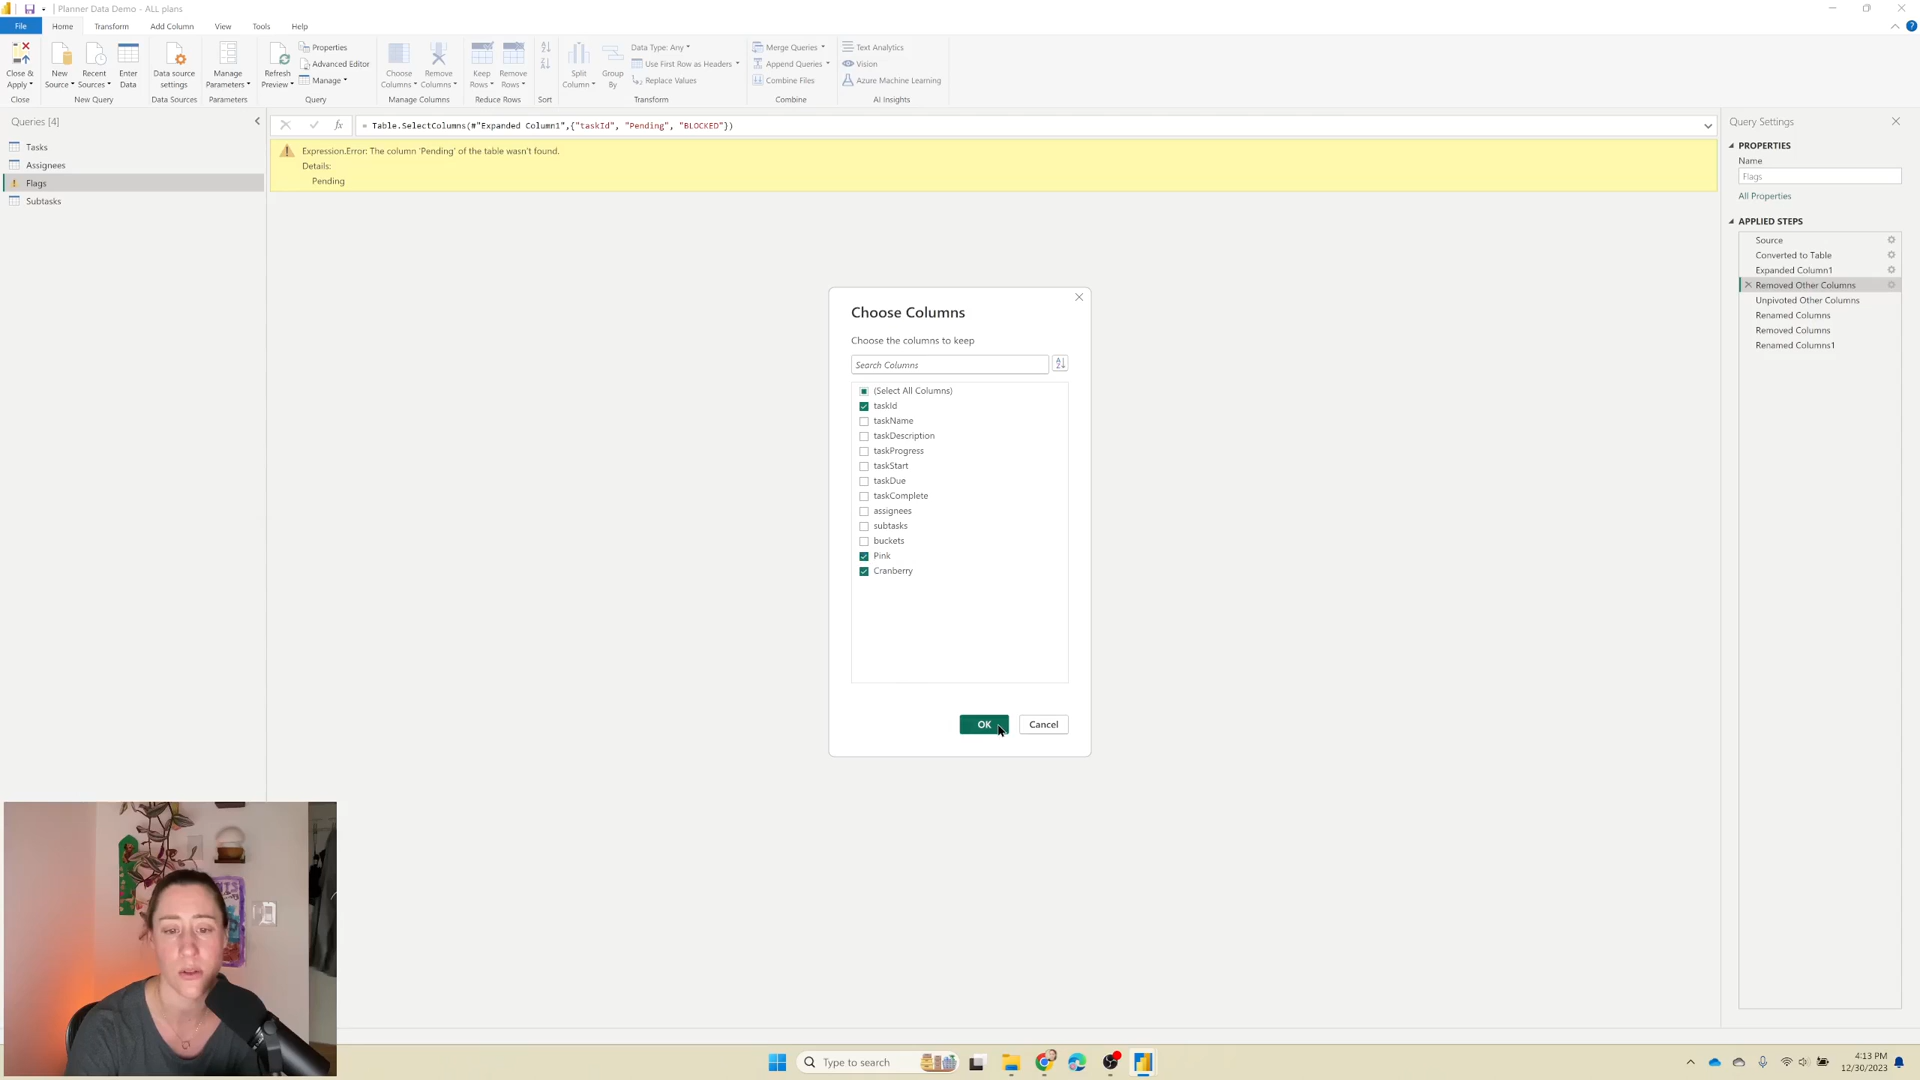 Planner Data Demo - ALL plans
File Home Transform Add Column View Tools Help
Close & Apply
New Source
Recent Sources
Enter Data
Data source settings
Manage Parameters
Refresh Preview
Properties
Advanced Editor
Manage
Choose Columns
Remove Columns
Keep Rows
Remove Rows
Split Column
Group By
Data Type: Any
Use First Row as Headers
Replace Values
Merge Queries
Append Queries
Combine Files
Text Analytics
Vision
Azure Machine Learning
Close New Query Data Sources Parameters Query Manage Columns Reduce Rows Sort Transform Combine AI Insights
Queries [4]
Tasks
Assignees
Flags
Subtasks
fx = Table.SelectColumns(#"Expanded Column1",{"taskId", "Pending", "BLOCKED"})
Expression.Error: The column 'Pending' of the table wasn't found.
Details:
Pending
Choose Columns
Choose the columns to keep
Search Columns
(Select All Columns)
taskId
taskName
taskDescription
taskProgress
taskStart
taskDue
taskComplete
assignees
subtasks
buckets
Pink
Cranberry
OK Cancel
Query Settings
PROPERTIES
Name
Flags
All Properties
APPLIED STEPS
Source
Converted to Table
Expanded Column1
Removed Other Columns
Unpivoted Other Columns
Renamed Columns
Removed Columns
Renamed Columns1
Type to search
4:13 PM
12/30/2023